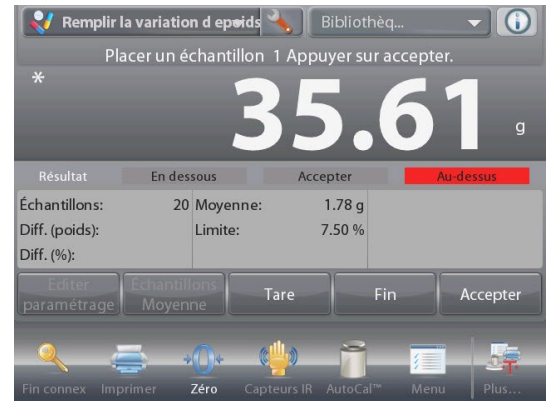 Remplir la variation d epoids Bibliothèq...
Placer un échantillon 1 Appuyer sur accepter.
*
35.61 g
Résultat En dessous Accepter Au-dessus
Échantillons: 20 Moyenne: 1.78 g
Diff. (poids): Limite: 7.50 %
Diff. (%):
Editer paramétrage Échantillons Moyenne Tare Fin Accepter
Fin connex Imprimer Zéro Capteurs IR AutoCal™ Menu Plus...